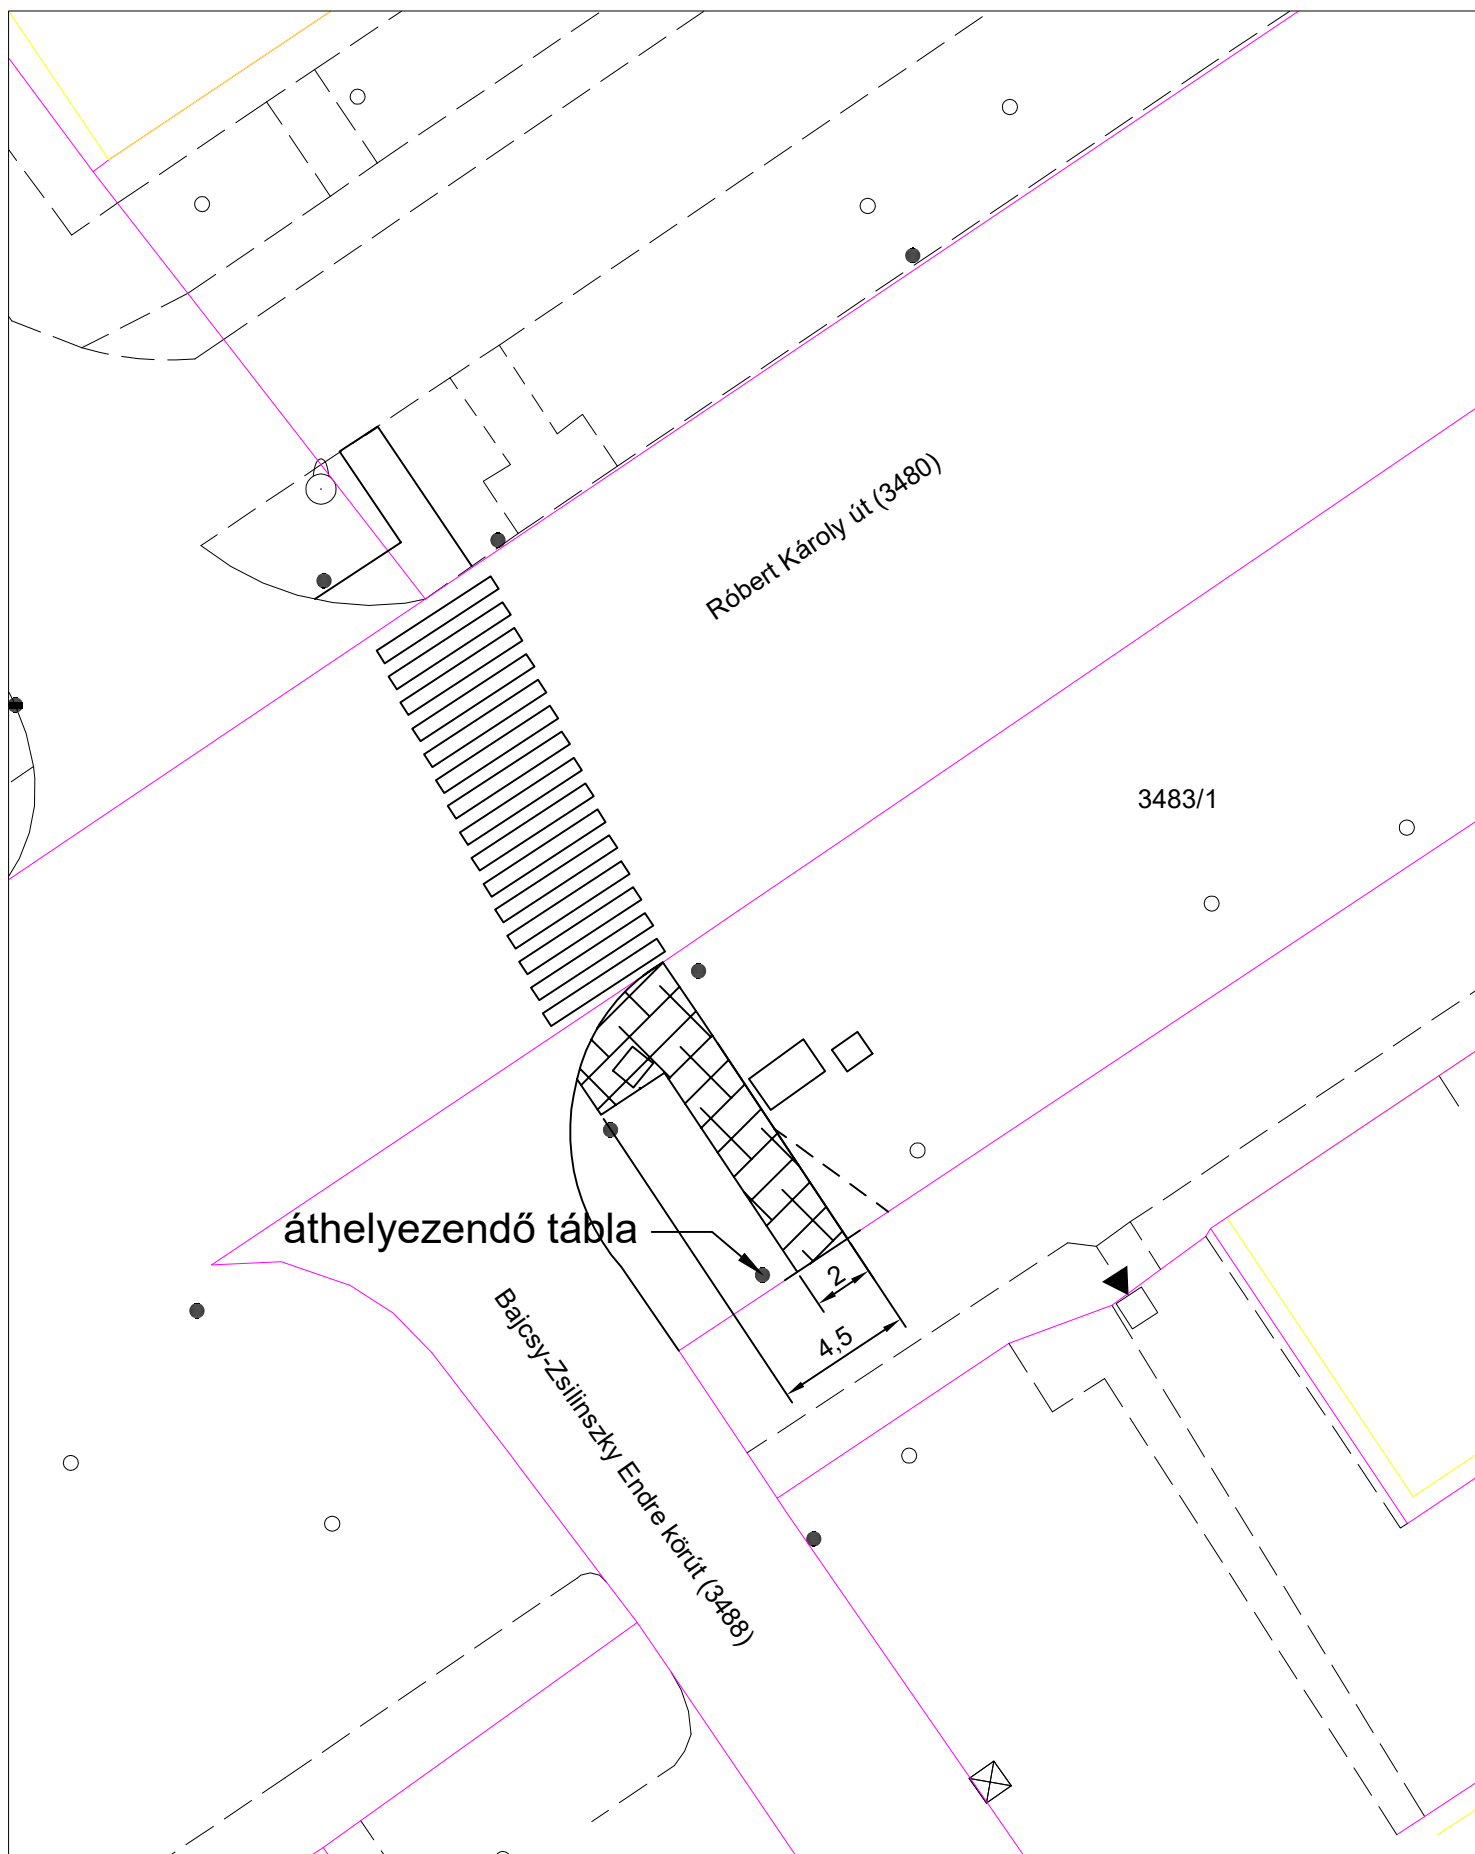 Róbert Károly út (3480)
3483/1
áthelyezendő tábla
2
4,5
Bajcsy-Zsilinszky Endre körút (3488)